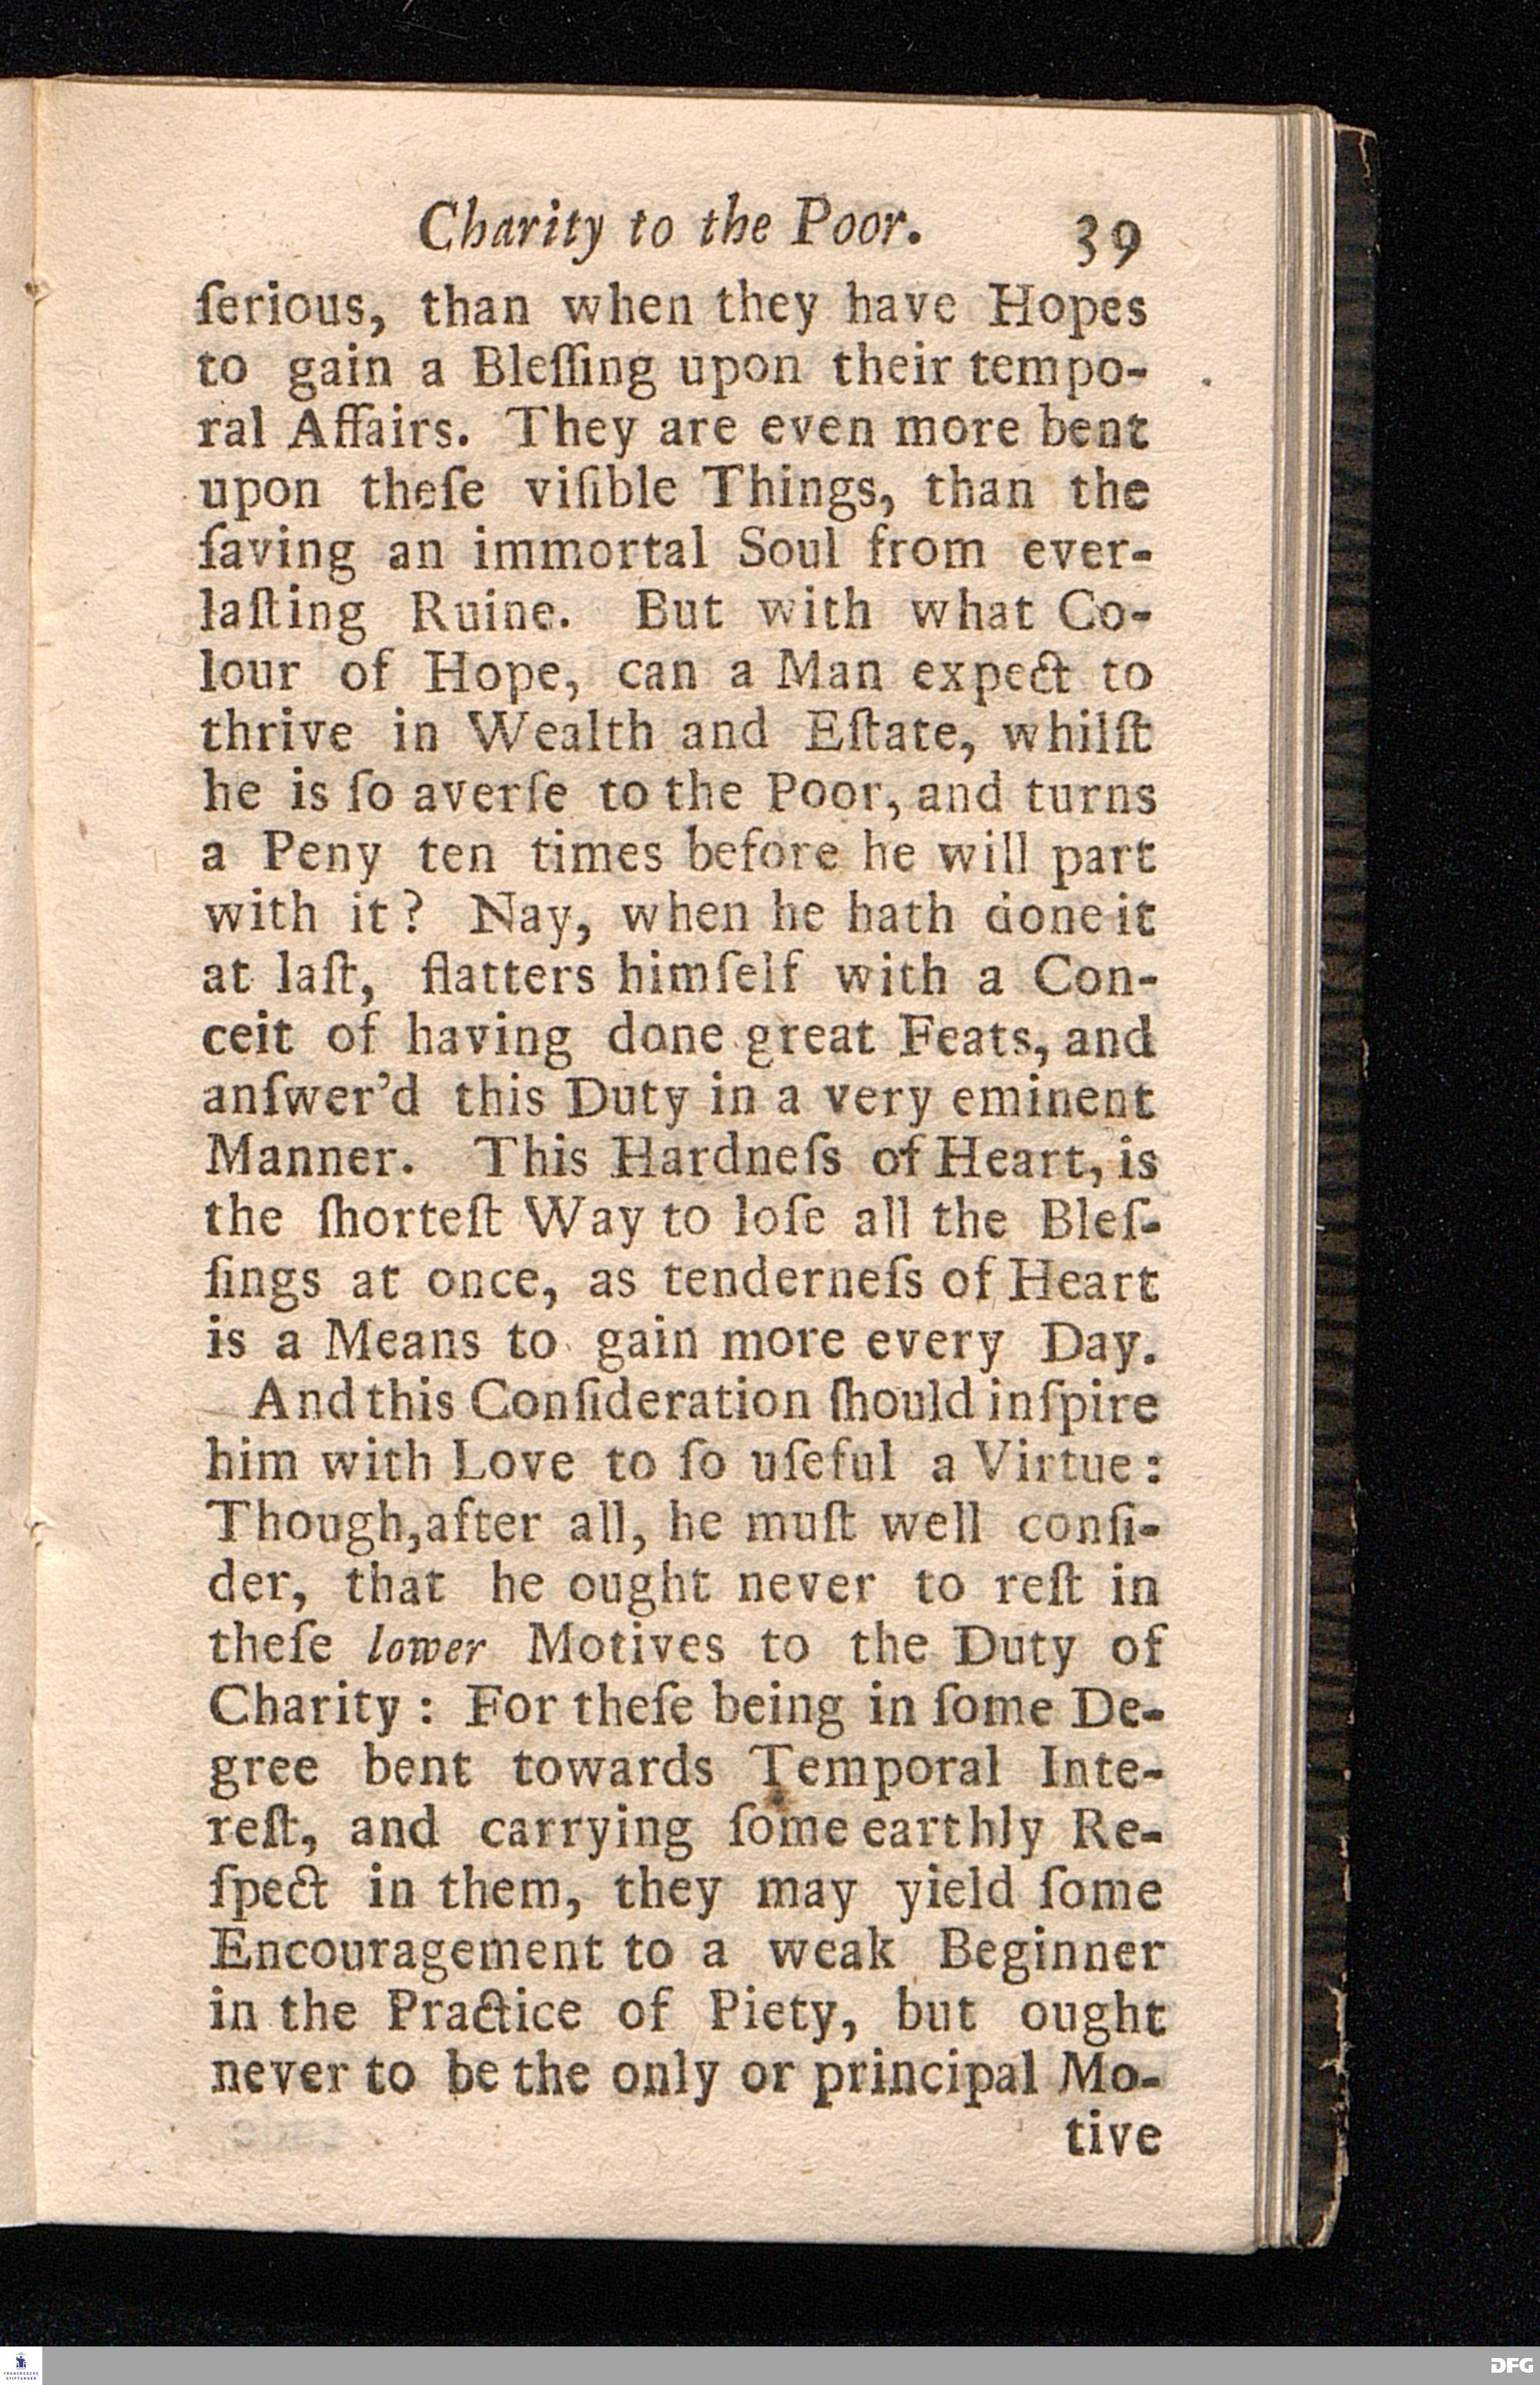 Charity to the Poor. 39
ſerious, than when they have Hopes
to gain a Bleſſing upon their tempo-
ral Affairs. They are even more bent
upon theſe viſible Things, than the
ſaving an immortal Soul from ever-
laſting Ruine. But with what Co-
lour of Hope, can a Man expect to
thrive in Wealth and Eſtate, whilſt
he is ſo averſe to the Poor, and turns
a Peny ten times before he will part
with it? Nay, when he hath done it
at laſt, flatters himſelf with a Con-
ceit of having done great Feats, and
anſwer'd this Duty in a very eminent
Manner. This Hardneſs of Heart, is
the ſhorteſt Way to loſe all the Bleſ-
ſings at once, as tenderneſs of Heart
is a Means to gain more every Day.
And this Conſideration ſhould inſpire
him with Love to ſo uſeful a Virtue:
Though, after all, he muſt well conſi-
der, that he ought never to reſt in
theſe lower Motives to the Duty of
Charity: For theſe being in ſome De-
gree bent towards Temporal Inte-
reſt, and carrying ſome earthly Re-
ſpect in them, they may yield ſome
Encouragement to a weak Beginner
in the Practice of Piety, but ought
never to be the only or principal Mo-
tive
FRANCKESCHE
STIFTUNGEN
DFG